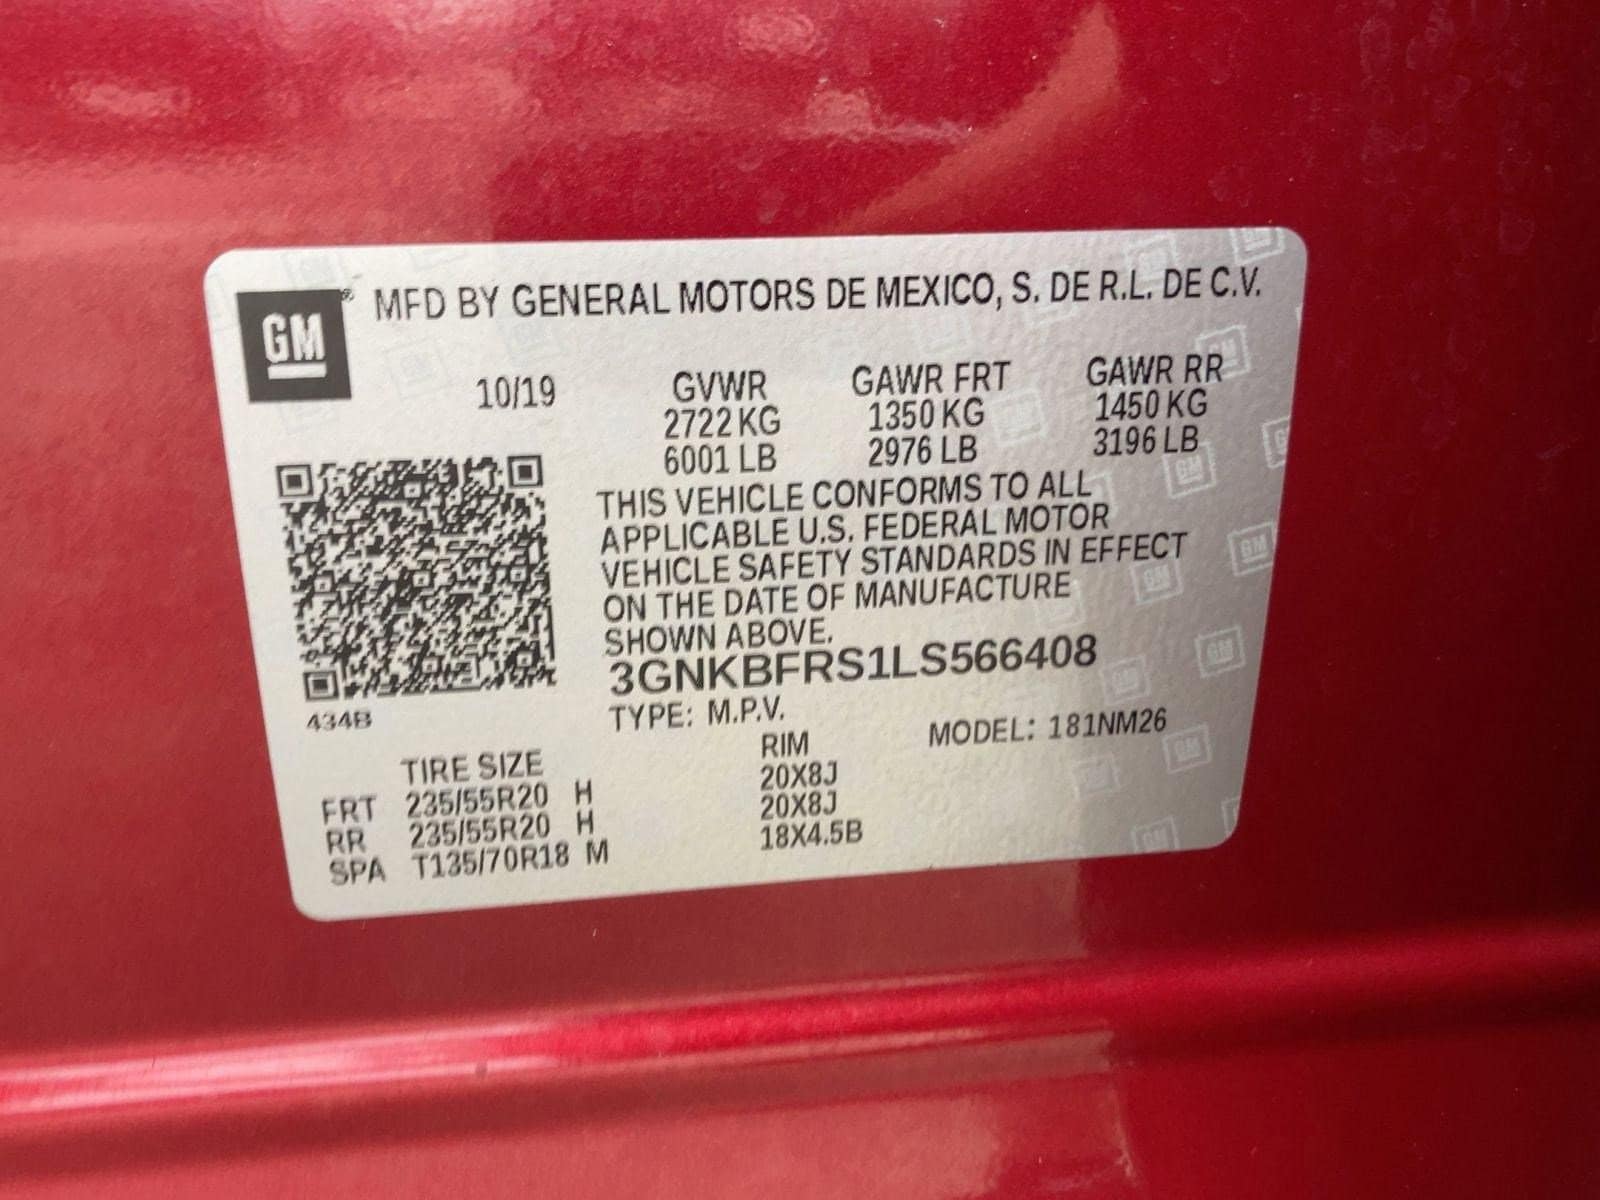 GM ® MFD BY GENERAL MOTORS DE MEXICO, S. DE R.L. DE C.V.
10/19 GVWR GAWR FRT GAWR RR
2722 KG 1350 KG 1450 KG
6001 LB 2976 LB 3196 LB
THIS VEHICLE CONFORMS TO ALL
APPLICABLE U.S. FEDERAL MOTOR
VEHICLE SAFETY STANDARDS IN EFFECT
ON THE DATE OF MANUFACTURE
SHOWN ABOVE.
3GNKBFRS1LS566408
434B TYPE: M.P.V. MODEL: 181NM26
TIRE SIZE RIM
FRT 235/55R20 H 20X8J
RR 235/55R20 H 20X8J
SPA T135/70R18 M 18X4.5B